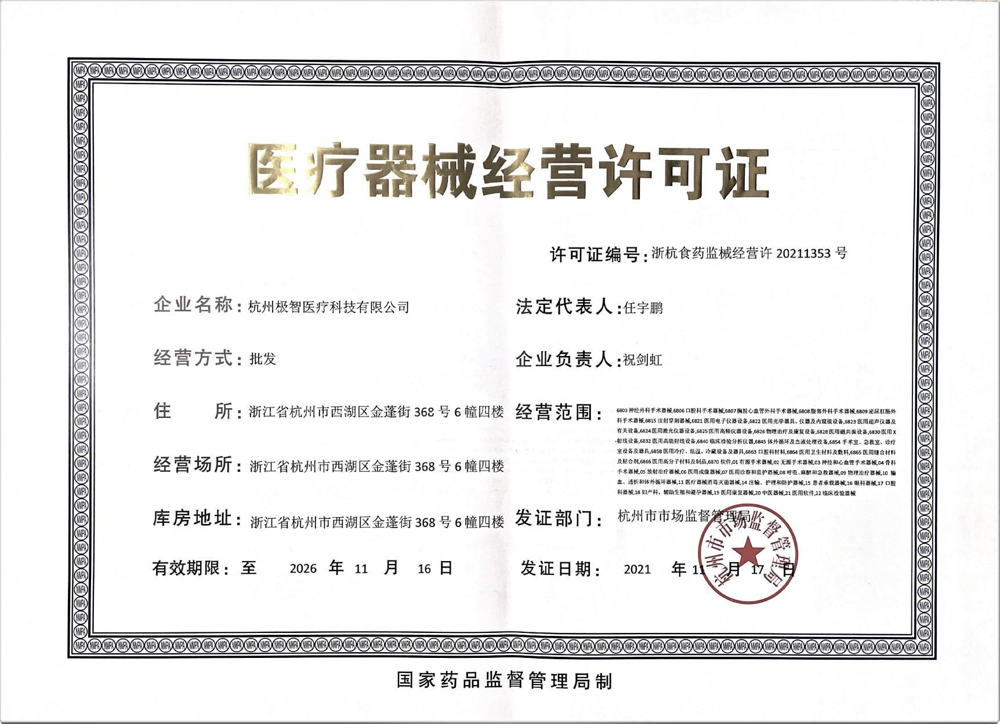 医疗器械经营许可证
许可证编号：浙杭食药监械经营许 20211353 号
企业名称：杭州极智医疗科技有限公司
法定代表人：任宇鹏
经营方式：批发
企业负责人：祝剑虹
住 所：浙江省杭州市西湖区金蓬街 368 号 6 幢四楼
经营范围：6803 神经外科手术器械,6806 口腔科手术器械,6807 胸腔心血管外科手术器械,6808 腹部外科手术器械,6809 泌尿肛肠外
科手术器械,6815 注射穿刺器械,6821 医用电子仪器设备,6822 医用光学器具、仪器及内窥镜设备,6823 医用超声仪器及
有关设备,6824 医用激光仪器设备,6825 医用高频仪器设备,6826 物理治疗及康复设备,6828 医用磁共振设备,6830 医用 X
射线设备,6832 医用高能射线设备,6840 临床检验分析仪器,6845 体外循环及血液处理设备,6854 手术室、急救室、诊疗
室设备及器具,6858 医用冷疗、低温、冷藏设备及器具,6863 口腔科材料,6864 医用卫生材料及敷料,6865 医用缝合材料
及粘合剂,6866 医用高分子材料及制品,6870 软件,01 有源手术器械,02 无源手术器械,03 神经和心血管手术器械,04 骨科
手术器械,05 放射治疗器械,06 医用成像器械,07 医用诊察和监护器械,08 呼吸、麻醉和急救器械,09 物理治疗器械,10 输
血、透析和体外循环器械,11 医疗器械消毒灭菌器械,14 注输、护理和防护器械,15 患者承载器械,16 眼科器械,17 口腔
科器械,18 妇产科、辅助生殖和避孕器械,19 医用康复器械,20 中医器械,21 医用软件,22 临床检验器械
经营场所：浙江省杭州市西湖区金蓬街 368 号 6 幢四楼
库房地址：浙江省杭州市西湖区金蓬街 368 号 6 幢四楼
发证部门：杭州市市场监督管理局
有效期限：至 2026 年 11 月 16 日
发证日期：2021 年 11 月 17 日
杭州市市场监督管理局
国家药品监督管理局制